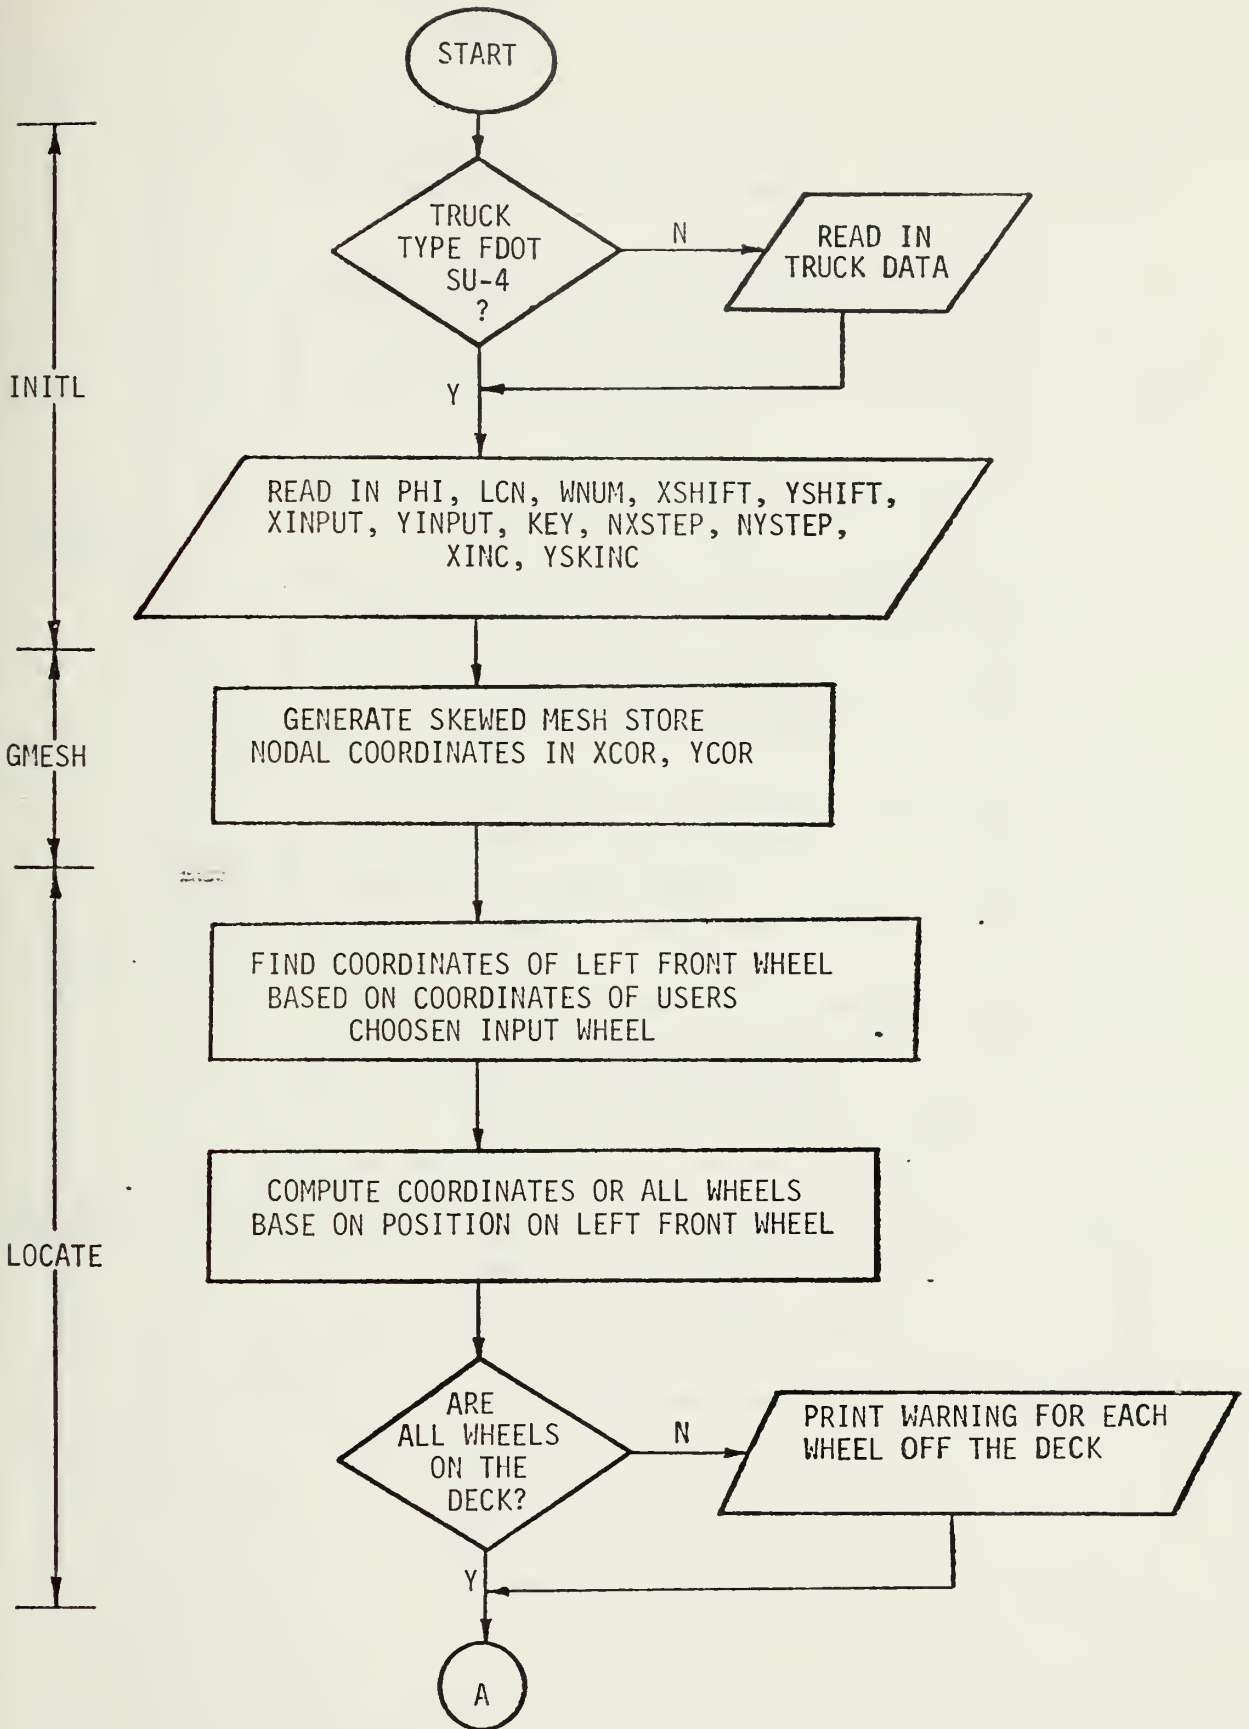 START
TRUCK
TYPE FDOT
SU-4
?
N
READ IN
TRUCK DATA
INITL
Y
READ IN PHI, LCN, WNUM, XSHIFT, YSHIFT,
XINPUT, YINPUT, KEY, NXSTEP, NYSTEP,
XINC, YSKINC
GMESH
GENERATE SKEWED MESH STORE
NODAL COORDINATES IN XCOR, YCOR
FIND COORDINATES OF LEFT FRONT WHEEL
BASED ON COORDINATES OF USERS
CHOOSEN INPUT WHEEL
COMPUTE COORDINATES OR ALL WHEELS
BASE ON POSITION ON LEFT FRONT WHEEL
LOCATE
ARE
ALL WHEELS
ON THE
DECK?
N
PRINT WARNING FOR EACH
WHEEL OFF THE DECK
Y
A